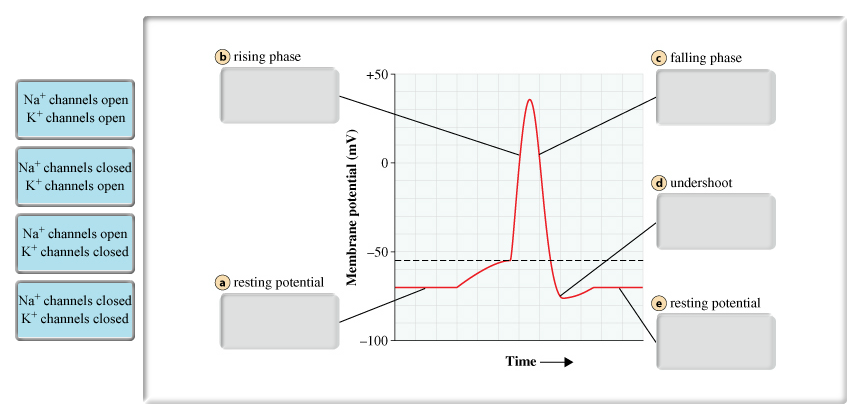 Na⁺ channels open
K⁺ channels open
Na⁺ channels closed
K⁺ channels open
Na⁺ channels open
K⁺ channels closed
Na⁺ channels closed
K⁺ channels closed
b rising phase
c falling phase
d undershoot
a resting potential
e resting potential
Membrane potential (mV)
+50
0
−50
−100
Time